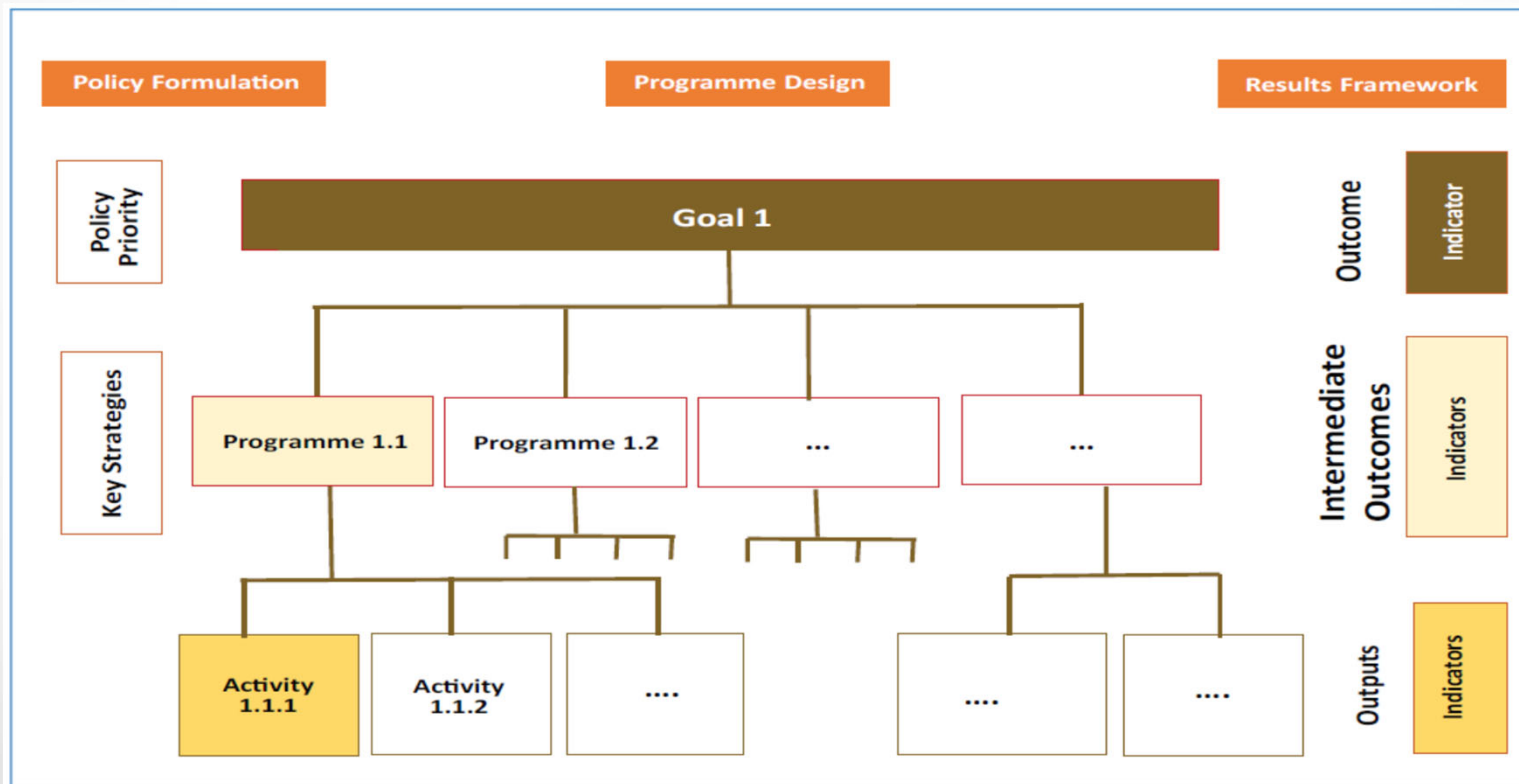 Policy Formulation
Programme Design
Results Framework
Policy
Priority
Goal 1
Outcome
Indicator
Key Strategies
Programme 1.1
Programme 1.2
...
...
Intermediate
Outcomes
Indicators
Activity
1.1.1
Activity
1.1.2
....
....
....
Outputs
Indicators